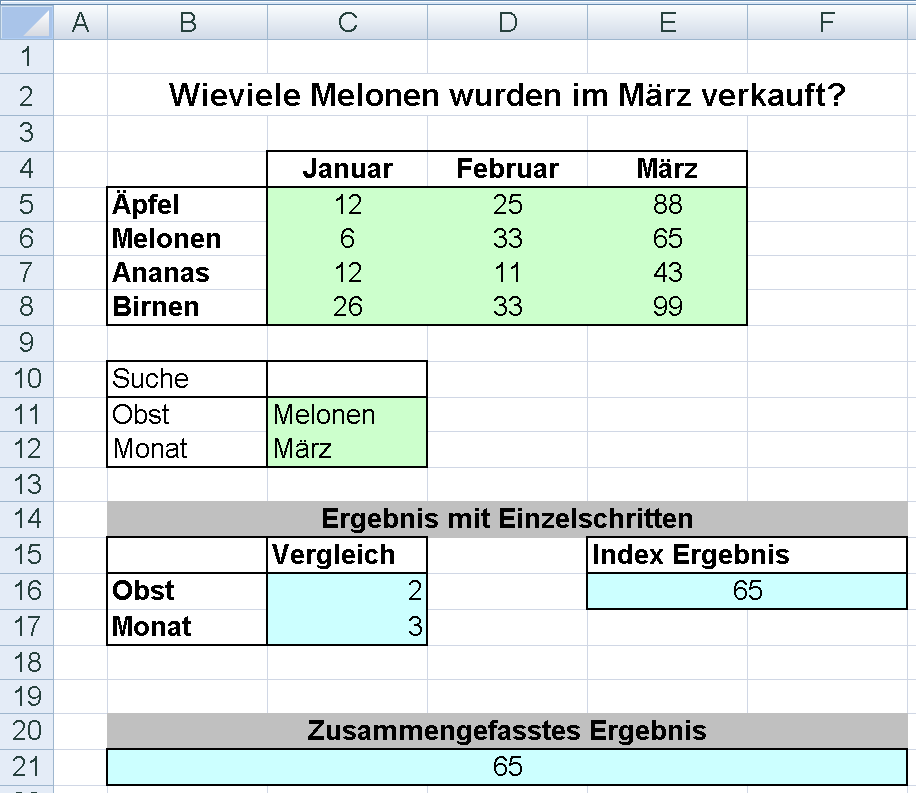 A B C D E F
1
2 Wieviele Melonen wurden im März verkauft?
3
4 Januar Februar März
5 Äpfel 12 25 88
6 Melonen 6 33 65
7 Ananas 12 11 43
8 Birnen 26 33 99
9
10 Suche
11 Obst Melonen
12 Monat März
13
14 Ergebnis mit Einzelschritten
15 Vergleich Index Ergebnis
16 Obst 2 65
17 Monat 3
18
19
20 Zusammengefasstes Ergebnis
21 65